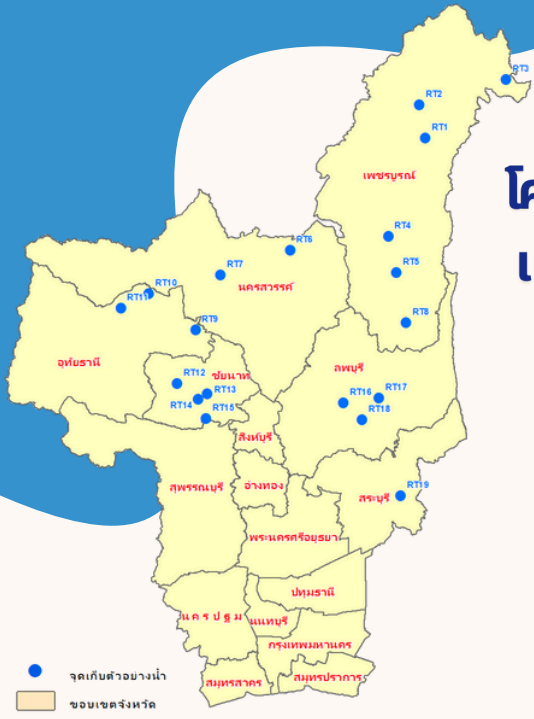 RT3
RT2
RT1
เพชรบูรณ์
โค
เ
RT4
RT6
RT5
RT7
นครสวรรค์
RT10
RT11
RT8
RT9
อุทัยธานี
ลพบุรี
ชัยนาท
RT12
RT13
RT17
RT14
RT16
RT15
RT18
สิงห์บุรี
สุพรรณบุรี
อ่างทอง
RT19
สระบุรี
พระนครศรีอยุธยา
ปทุมธานี
นครปฐม
นนทบุรี
กรุงเทพมหานคร
สมุทรสาคร
สมุทรปราการ
จุดเก็บตัวอย่างน้ำ
ขอบเขตจังหวัด